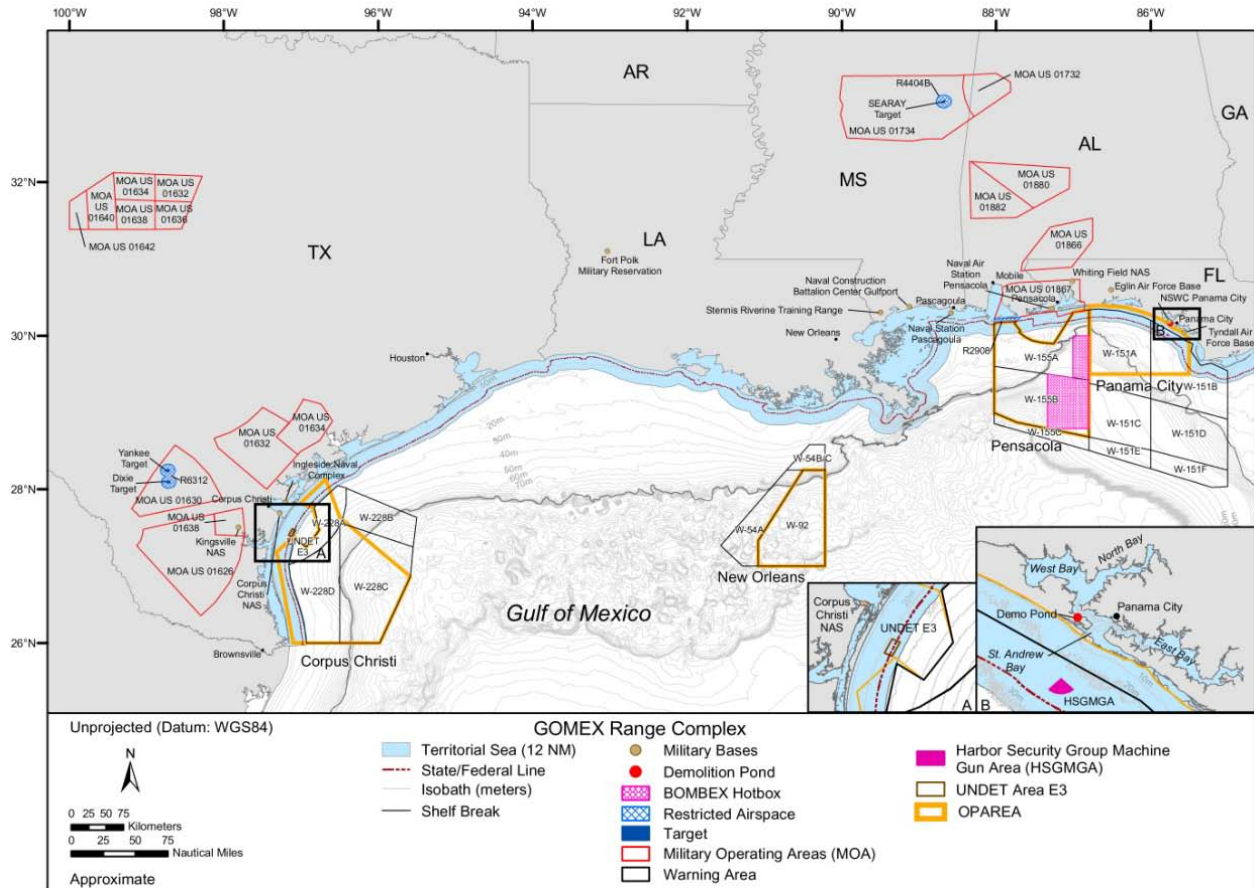 100°W
98°W
96°W
94°W
92°W
90°W
88°W
86°W
32°N
30°N
28°N
26°N
AR
MS
AL
GA
TX
LA
FL
R4404B
MOA US 01732
SEARAY
Target
MOA US 01734
MOA US
01634
MOA US
01632
MOA
US
01640
MOA US
01638
MOA US
01636
MOA US 01642
MOA US
01880
MOA US
01882
MOA US
01866
MOA US 01867
Fort Polk
Military Reservation
Naval Air
Station
Pensacola
Mobile
Whiting Field NAS
Naval Construction
Battalion Center Gulfport
Pascagoula
Pensacola
Eglin Air Force Base
NSWC Panama City
Stennis Riverine Training Range
Panama City
New Orleans
Naval Station
Pascagoula
B
Tyndall Air
Force Base
Houston
R2908
W-155A
W-151A
Panama City
W-151B
W-155B
W-155C
W-151C
W-151D
Pensacola
W-151E
W-151F
20m
50m
40m
60m
70m
MOA US
01634
MOA US
01632
Yankee
Target
Dixie
Target
R6312
Ingleside Naval
Complex
MOA US 01630
Corpus Christi
MOA US
01638
Kingsville
NAS
W-228A
W-228B
UNDET
E3
A
MOA US 01626
Corpus
Christi
NAS
W-228D
W-228C
Brownsville
Corpus Christi
W-54B/C
W-54A
W-92
New Orleans
Gulf of Mexico
Corpus
Christi
NAS
UNDET E3
A
West Bay
North Bay
Demo Pond
Panama City
St. Andrew
Bay
East Bay
10m
20m
30m
HSGMGA
B
Unprojected (Datum: WGS84)
N
0 25 50 75
Kilometers
0 25 50 75
Nautical Miles
Approximate
GOMEX Range Complex
Territorial Sea (12 NM)
State/Federal Line
Isobath (meters)
Shelf Break
Military Bases
Demolition Pond
BOMBEX Hotbox
Restricted Airspace
Target
Military Operating Areas (MOA)
Warning Area
Harbor Security Group Machine
Gun Area (HSGMGA)
UNDET Area E3
OPAREA